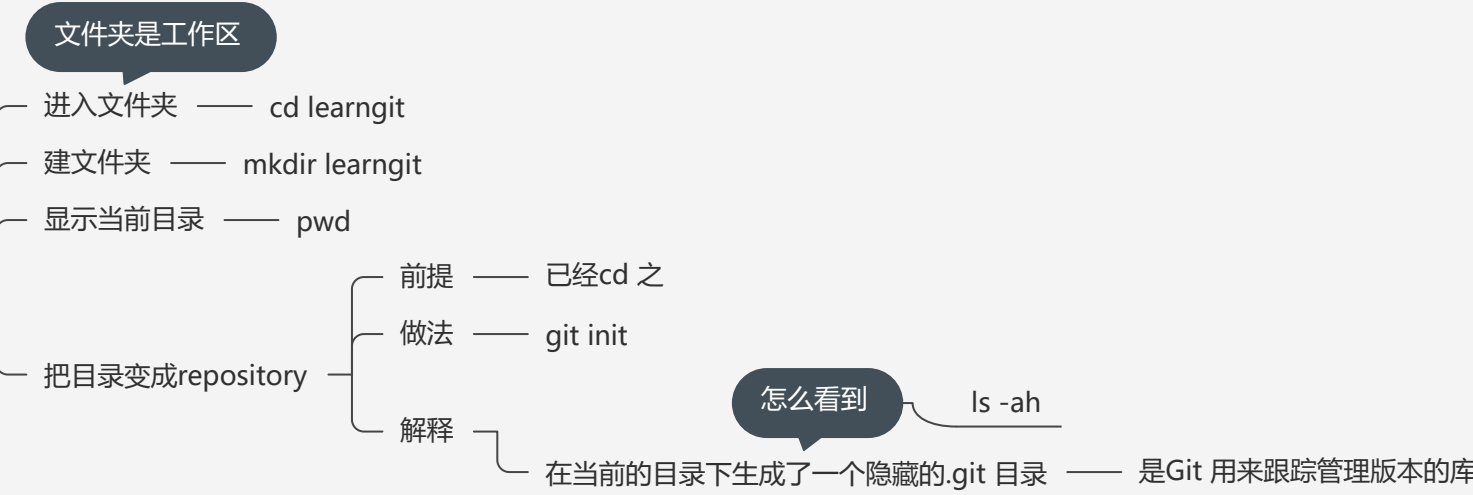 文件夹是工作区
进入文件夹 cd learngit
建文件夹 mkdir learngit
显示当前目录 pwd
前提 已经cd 之
做法 git init
把目录变成repository
怎么看到 ls -ah
解释
在当前的目录下生成了一个隐藏的.git 目录 是Git 用来跟踪管理版本的库